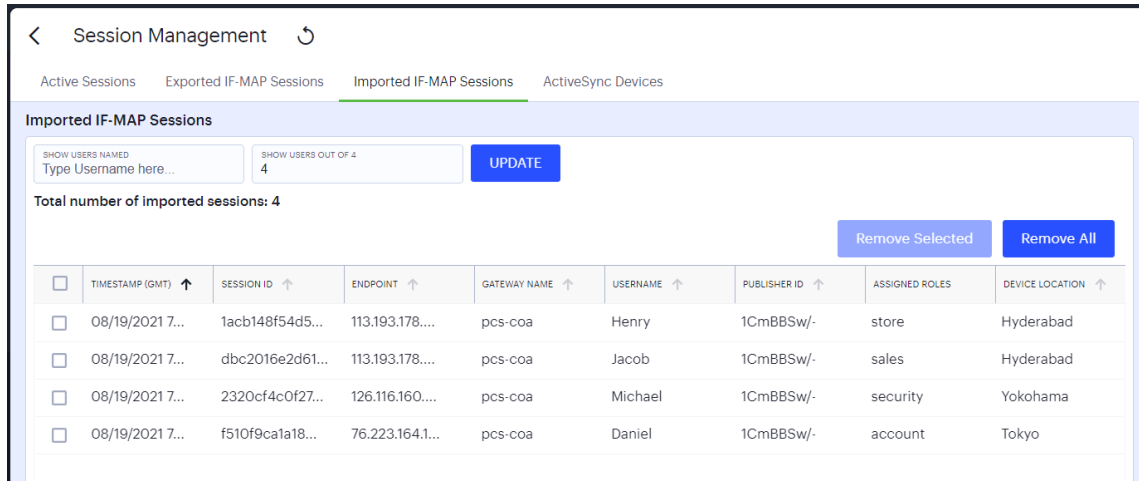 Session Management
Active Sessions Exported IF-MAP Sessions Imported IF-MAP Sessions ActiveSync Devices
Imported IF-MAP Sessions
SHOW USERS NAMED SHOW USERS OUT OF 4
Type Username here... 4 UPDATE
Total number of imported sessions: 4
Remove Selected Remove All
TIMESTAMP (GMT) SESSION ID ENDPOINT GATEWAY NAME USERNAME PUBLISHER ID ASSIGNED ROLES DEVICE LOCATION
08/19/2021 7... 1acb148f54d5... 113.193.178.... pcs-coa Henry 1CmBBSw/- store Hyderabad
08/19/2021 7... dbc2016e2d61... 113.193.178.... pcs-coa Jacob 1CmBBSw/- sales Hyderabad
08/19/2021 7... 2320cf4c0f27... 126.116.160.... pcs-coa Michael 1CmBBSw/- security Yokohama
08/19/2021 7... f510f9ca1a18... 76.223.164.1... pcs-coa Daniel 1CmBBSw/- account Tokyo